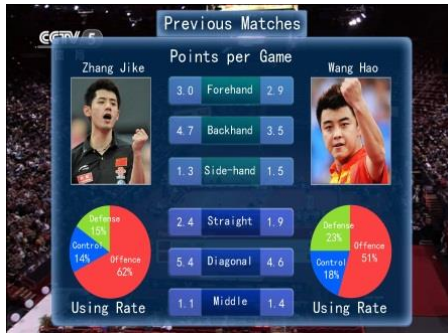 CCTV 5
Previous Matches
Points per Game
Zhang Jike
Wang Hao
3.0 Forehand 2.9
4.7 Backhand 3.5
1.3 Side-hand 1.5
2.4 Straight 1.9
5.4 Diagonal 4.6
1.1 Middle 1.4
Defense
15%
Control
14%
Offence
62%
Using Rate
Defense
23%
Control
18%
Offence
51%
Using Rate